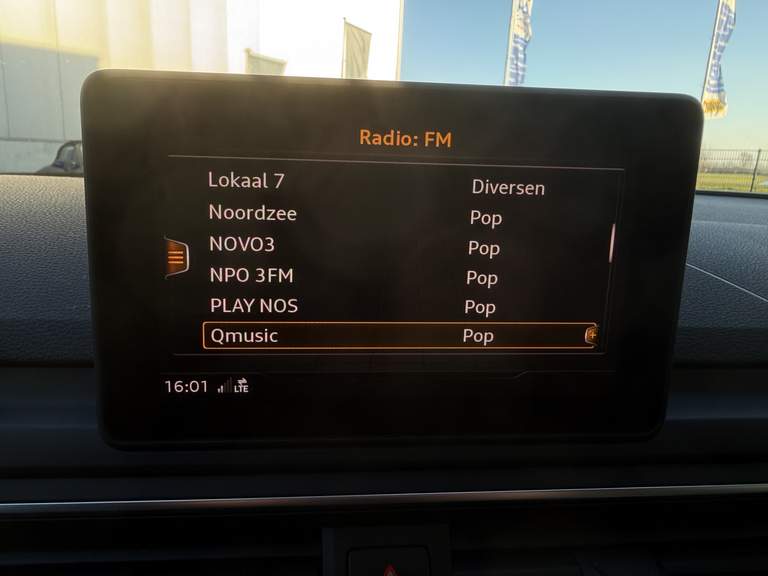 Radio: FM
Lokaal 7 Diversen
Noordzee Pop
NOVO3 Pop
NPO 3FM Pop
PLAY NOS Pop
Qmusic Pop
16:01 LTE